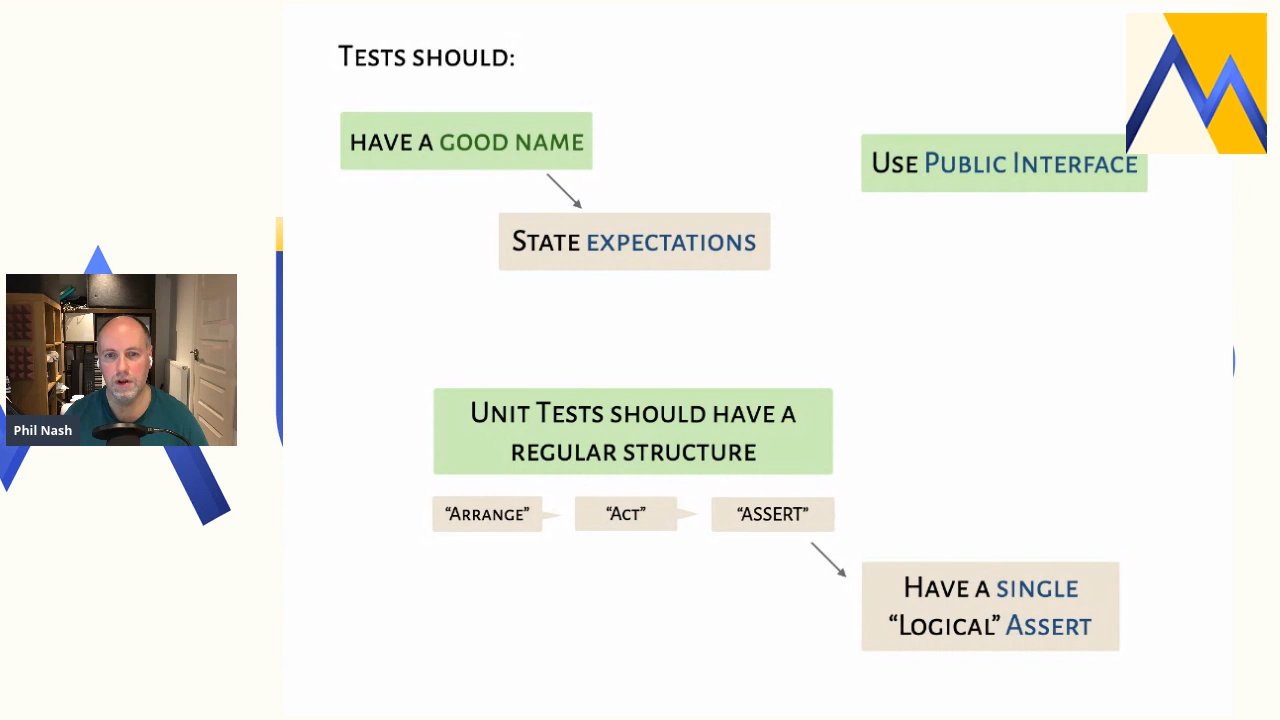 Tests should:
have a good name
Use Public Interface
State expectations
Unit Tests should have a
regular structure
“Arrange”
“Act”
“Assert”
Have a single
“Logical” Assert
Phil Nash